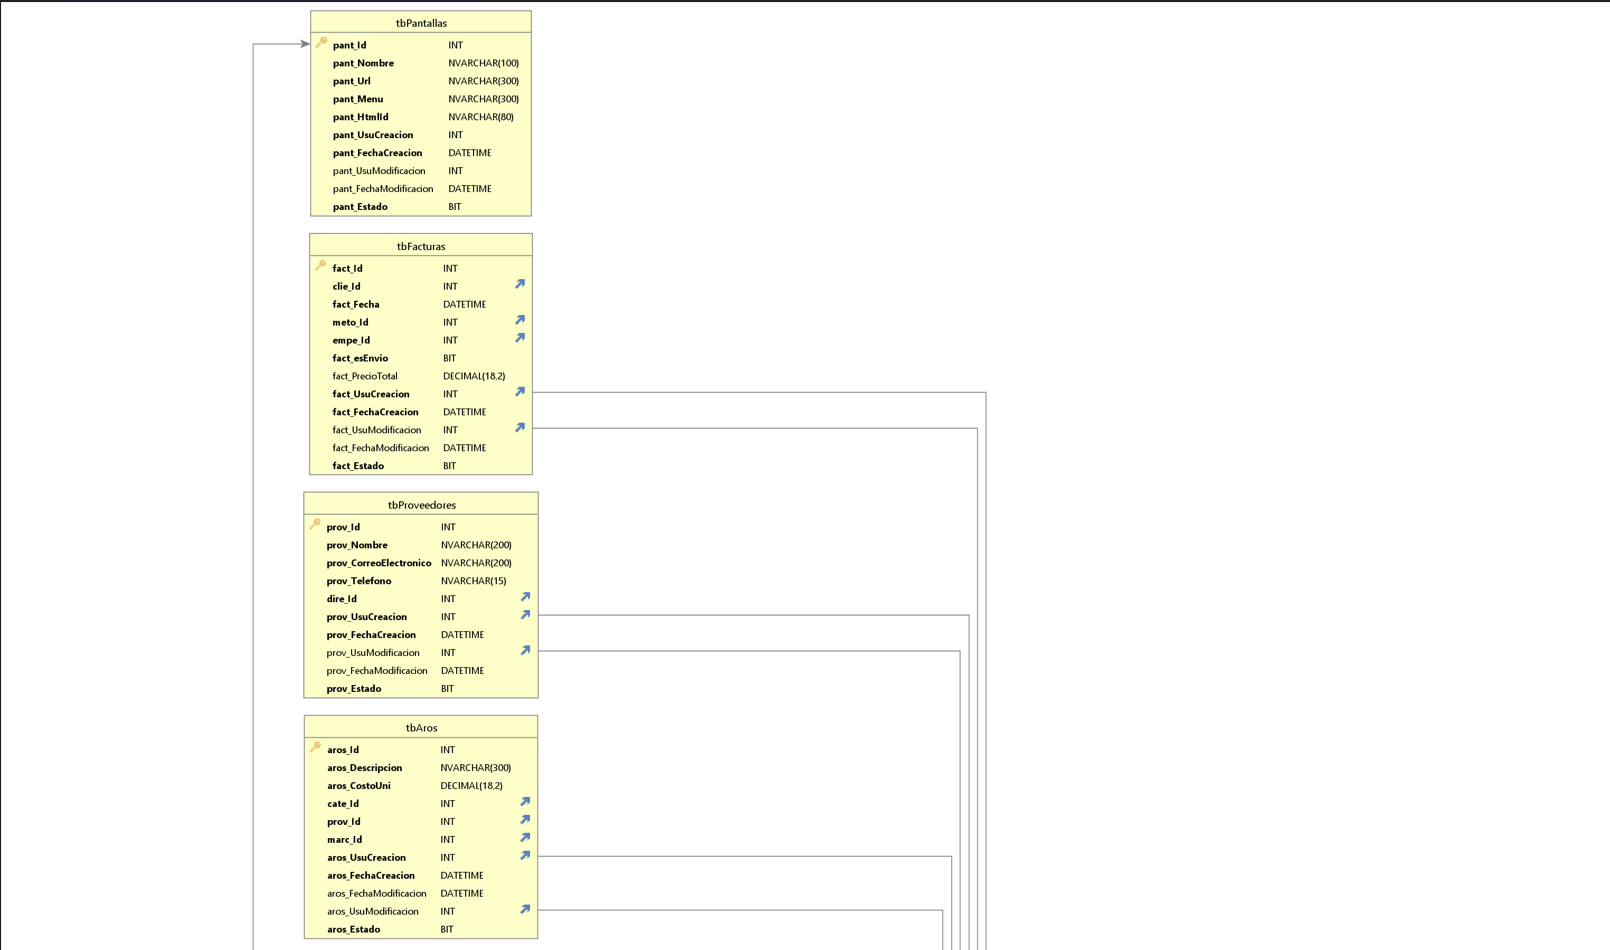 tbPantallas
pant_Id INT
pant_Nombre NVARCHAR(100)
pant_Url NVARCHAR(300)
pant_Menu NVARCHAR(300)
pant_HtmlId NVARCHAR(80)
pant_UsuCreacion INT
pant_FechaCreacion DATETIME
pant_UsuModificacion INT
pant_FechaModificacion DATETIME
pant_Estado BIT
tbFacturas
fact_Id INT
clie_Id INT
fact_Fecha DATETIME
meto_Id INT
empe_Id INT
fact_esEnvio BIT
fact_PrecioTotal DECIMAL(18,2)
fact_UsuCreacion INT
fact_FechaCreacion DATETIME
fact_UsuModificacion INT
fact_FechaModificacion DATETIME
fact_Estado BIT
tbProveedores
prov_Id INT
prov_Nombre NVARCHAR(200)
prov_CorreoElectronico NVARCHAR(200)
prov_Telefono NVARCHAR(15)
dire_Id INT
prov_UsuCreacion INT
prov_FechaCreacion DATETIME
prov_UsuModificacion INT
prov_FechaModificacion DATETIME
prov_Estado BIT
tbAros
aros_Id INT
aros_Descripcion NVARCHAR(300)
aros_CostoUni DECIMAL(18,2)
cate_Id INT
prov_Id INT
marc_Id INT
aros_UsuCreacion INT
aros_FechaCreacion DATETIME
aros_FechaModificacion DATETIME
aros_UsuModificacion INT
aros_Estado BIT